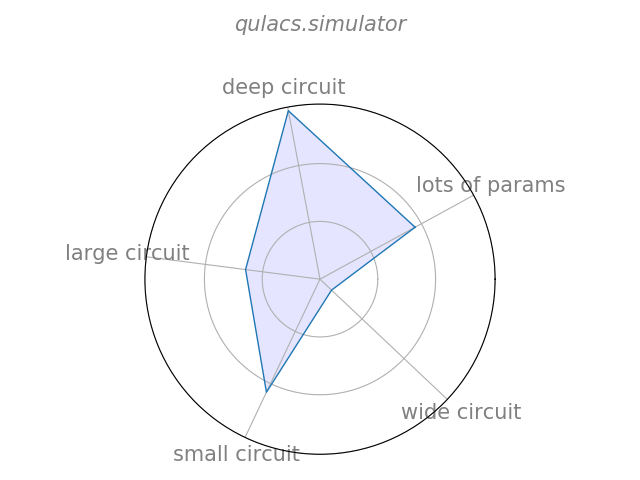 qulacs.simulator
deep circuit
lots of params
large circuit
wide circuit
small circuit